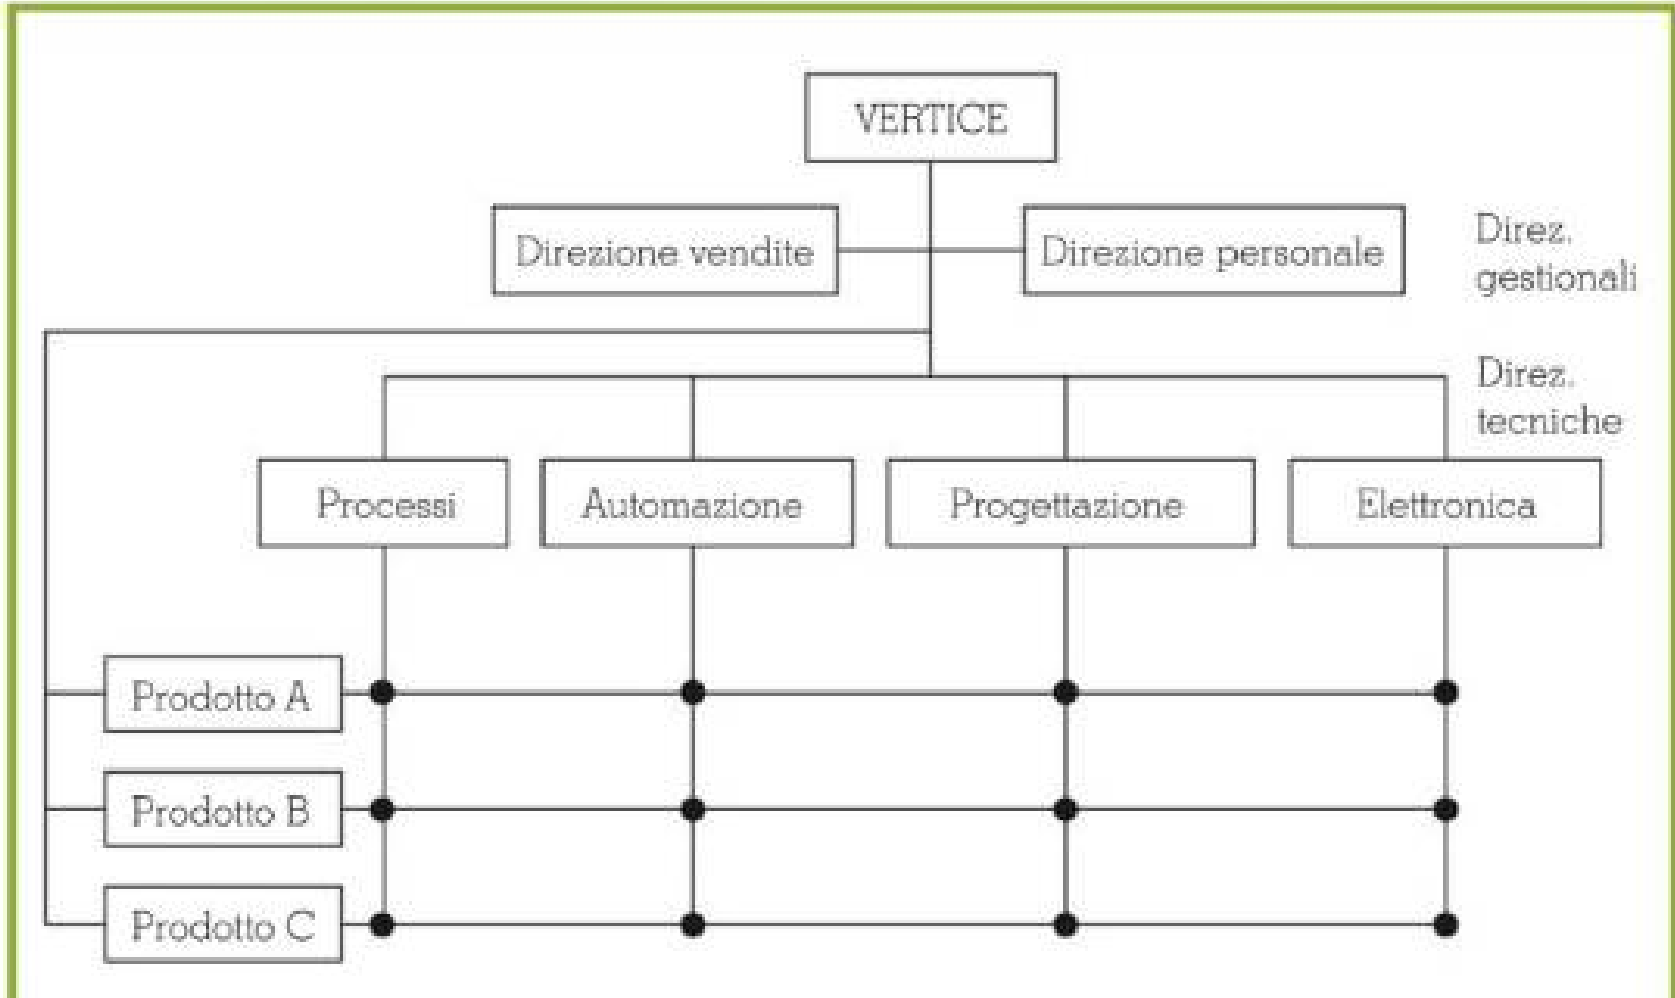 VERTICE
Direzione vendite
Direzione personale
Direz.
gestionali
Direz.
tecniche
Processi
Automazione
Progettazione
Elettronica
Prodotto A
Prodotto B
Prodotto C